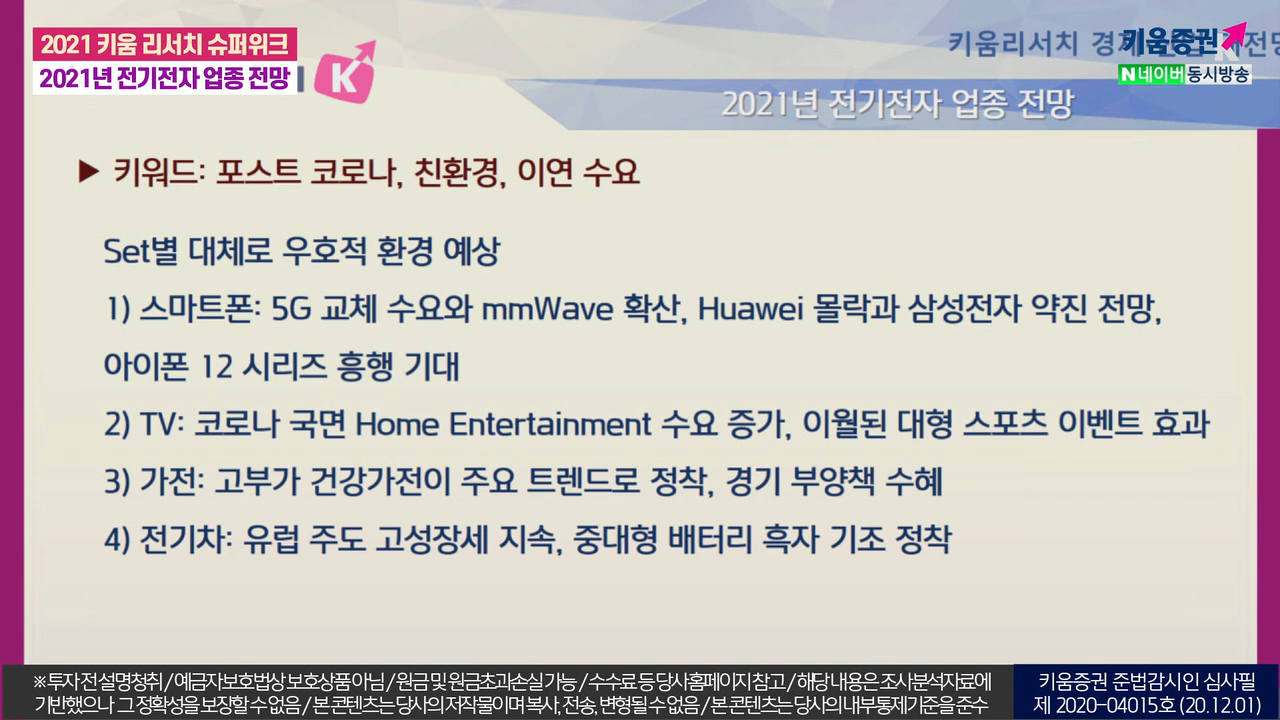 2021 키움 리서치 슈퍼위크
2021년 전기전자 업종 전망
K
키움리서치 경제
키움증권
N 네이버 동시방송
2021년 전기전자 업종 전망
▶ 키워드: 포스트 코로나, 친환경, 이연 수요
Set별 대체로 우호적 환경 예상
1) 스마트폰: 5G 교체 수요와 mmWave 확산, Huawei 몰락과 삼성전자 약진 전망,
아이폰 12 시리즈 흥행 기대
2) TV: 코로나 국면 Home Entertainment 수요 증가, 이월된 대형 스포츠 이벤트 효과
3) 가전: 고부가 건강가전이 주요 트렌드로 정착, 경기 부양책 수혜
4) 전기차: 유럽 주도 고성장세 지속, 중대형 배터리 흑자 기조 정착
※ 투자 전 설명청취 / 예금자보호법상 보호상품 아님 / 원금 및 원금초과손실 가능 / 수수료 등 당사홈페이지 참고 / 해당 내용은 조사분석자료에
기반했으나 그 정확성을 보장할 수 없음 / 본 콘텐츠는 당사의 저작물이며 복사, 전송, 변형될 수 없음 / 본 콘텐츠는 당사의 내부통제기준을 준수
키움증권 준법감시인 심사필
제 2020-04015호 (20.12.01)